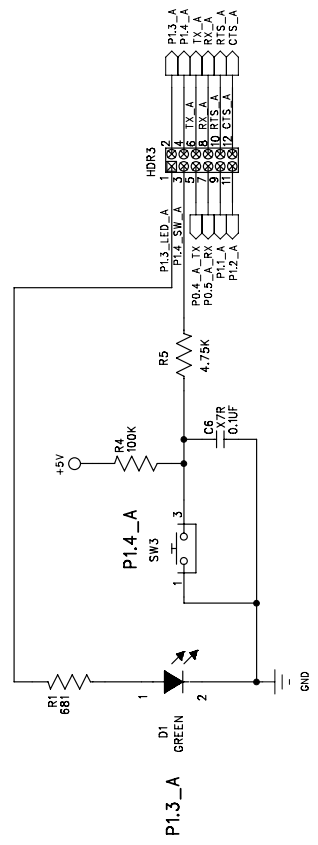 P1.3_A
P1.4_A
TX_A
RX_A
RTS_A
CTS_A
HDR3
1
2
3
4
5
6
7
8
9
10
11
12
TX_A
RX_A
RTS_A
CTS_A
P1.3_LED_A
P1.4_SW_A
P0.4_A_TX
P0.5_A_RX
P1.1_A
P1.2_A
R5
4.75K
+5V
R4
100K
C6
X7R
0.1UF
P1.4_A
SW3
1
3
R1
681
1
2
D1
GREEN
P1.3_A
GND